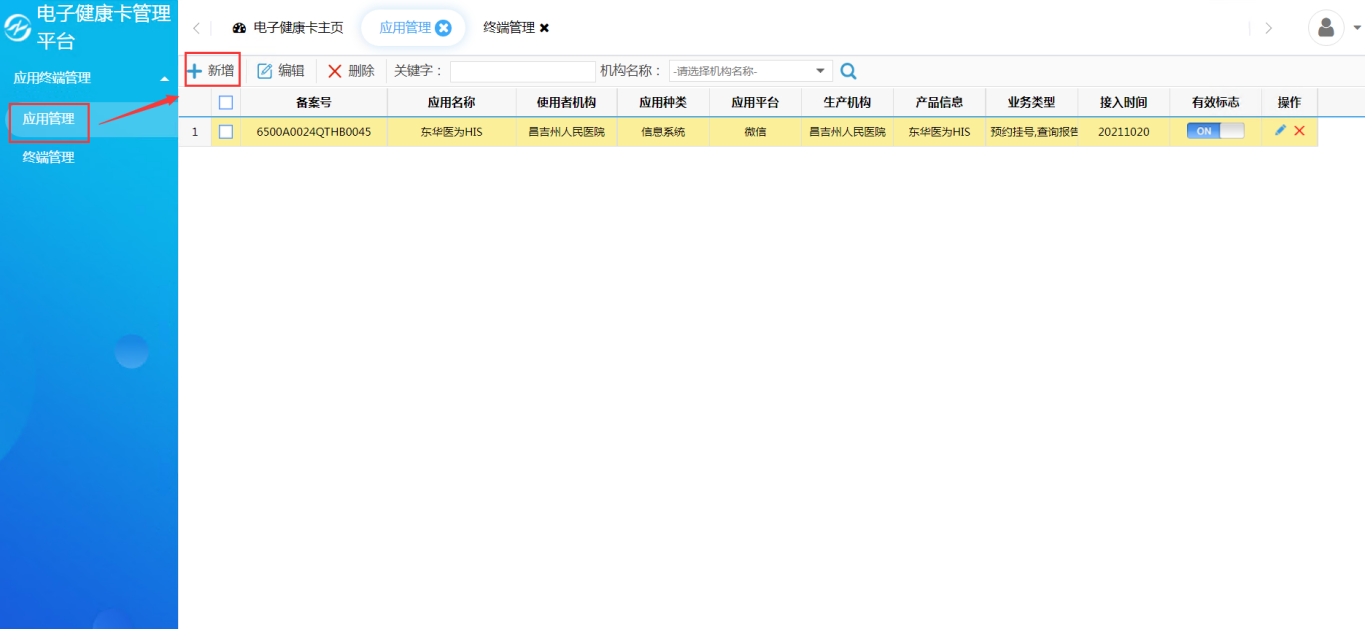 电子健康卡管理
平台
电子健康卡主页 应用管理 终端管理
应用终端管理
应用管理
终端管理
新增 编辑 删除 关键字： 机构名称： -请选择机构名称-
备案号 应用名称 使用者机构 应用种类 应用平台 生产机构 产品信息 业务类型 接入时间 有效标志 操作
1 6500A0024QTHB0045 东华医为HIS 昌吉州人民医院 信息系统 微信 昌吉州人民医院 东华医为HIS 预约挂号,查询报告 20211020 ON